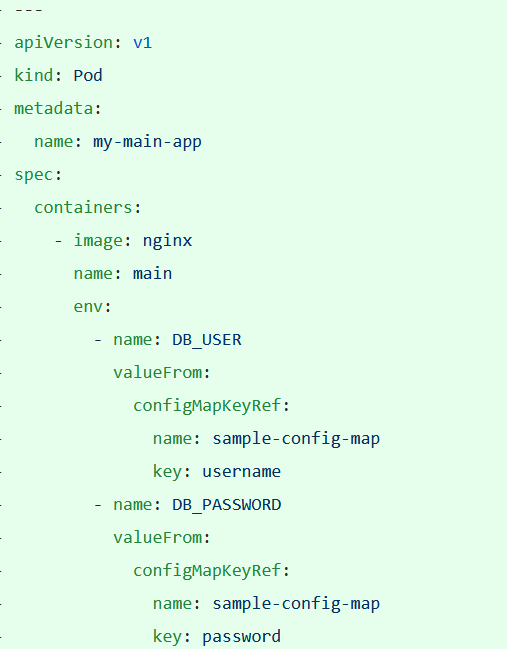 ---
apiVersion: v1
kind: Pod
metadata:
  name: my-main-app
spec:
  containers:
    - image: nginx
      name: main
      env:
        - name: DB_USER
          valueFrom:
            configMapKeyRef:
              name: sample-config-map
              key: username
        - name: DB_PASSWORD
          valueFrom:
            configMapKeyRef:
              name: sample-config-map
              key: password